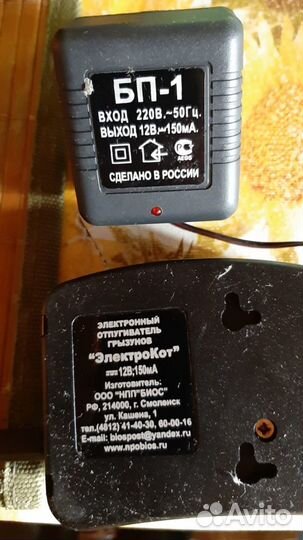 БП-1
ВХОД 220В.~50Гц.
ВЫХОД 12В.⎓150мА.
АЕ95
СДЕЛАНО В РОССИИ
ЭЛЕКТРОННЫЙ
ОТПУГИВАТЕЛЬ
ГРЫЗУНОВ
"ЭлектроКот"
⎓12В;150мА
Изготовитель:
ООО "НПП"БИОС"
РФ, 214000, г. Смоленск
ул. Кашена, 1
тел.(4812) 41-40-30, 60-00-16
E-mail: biospost@yandex.ru
www.npobios.ru
Avito